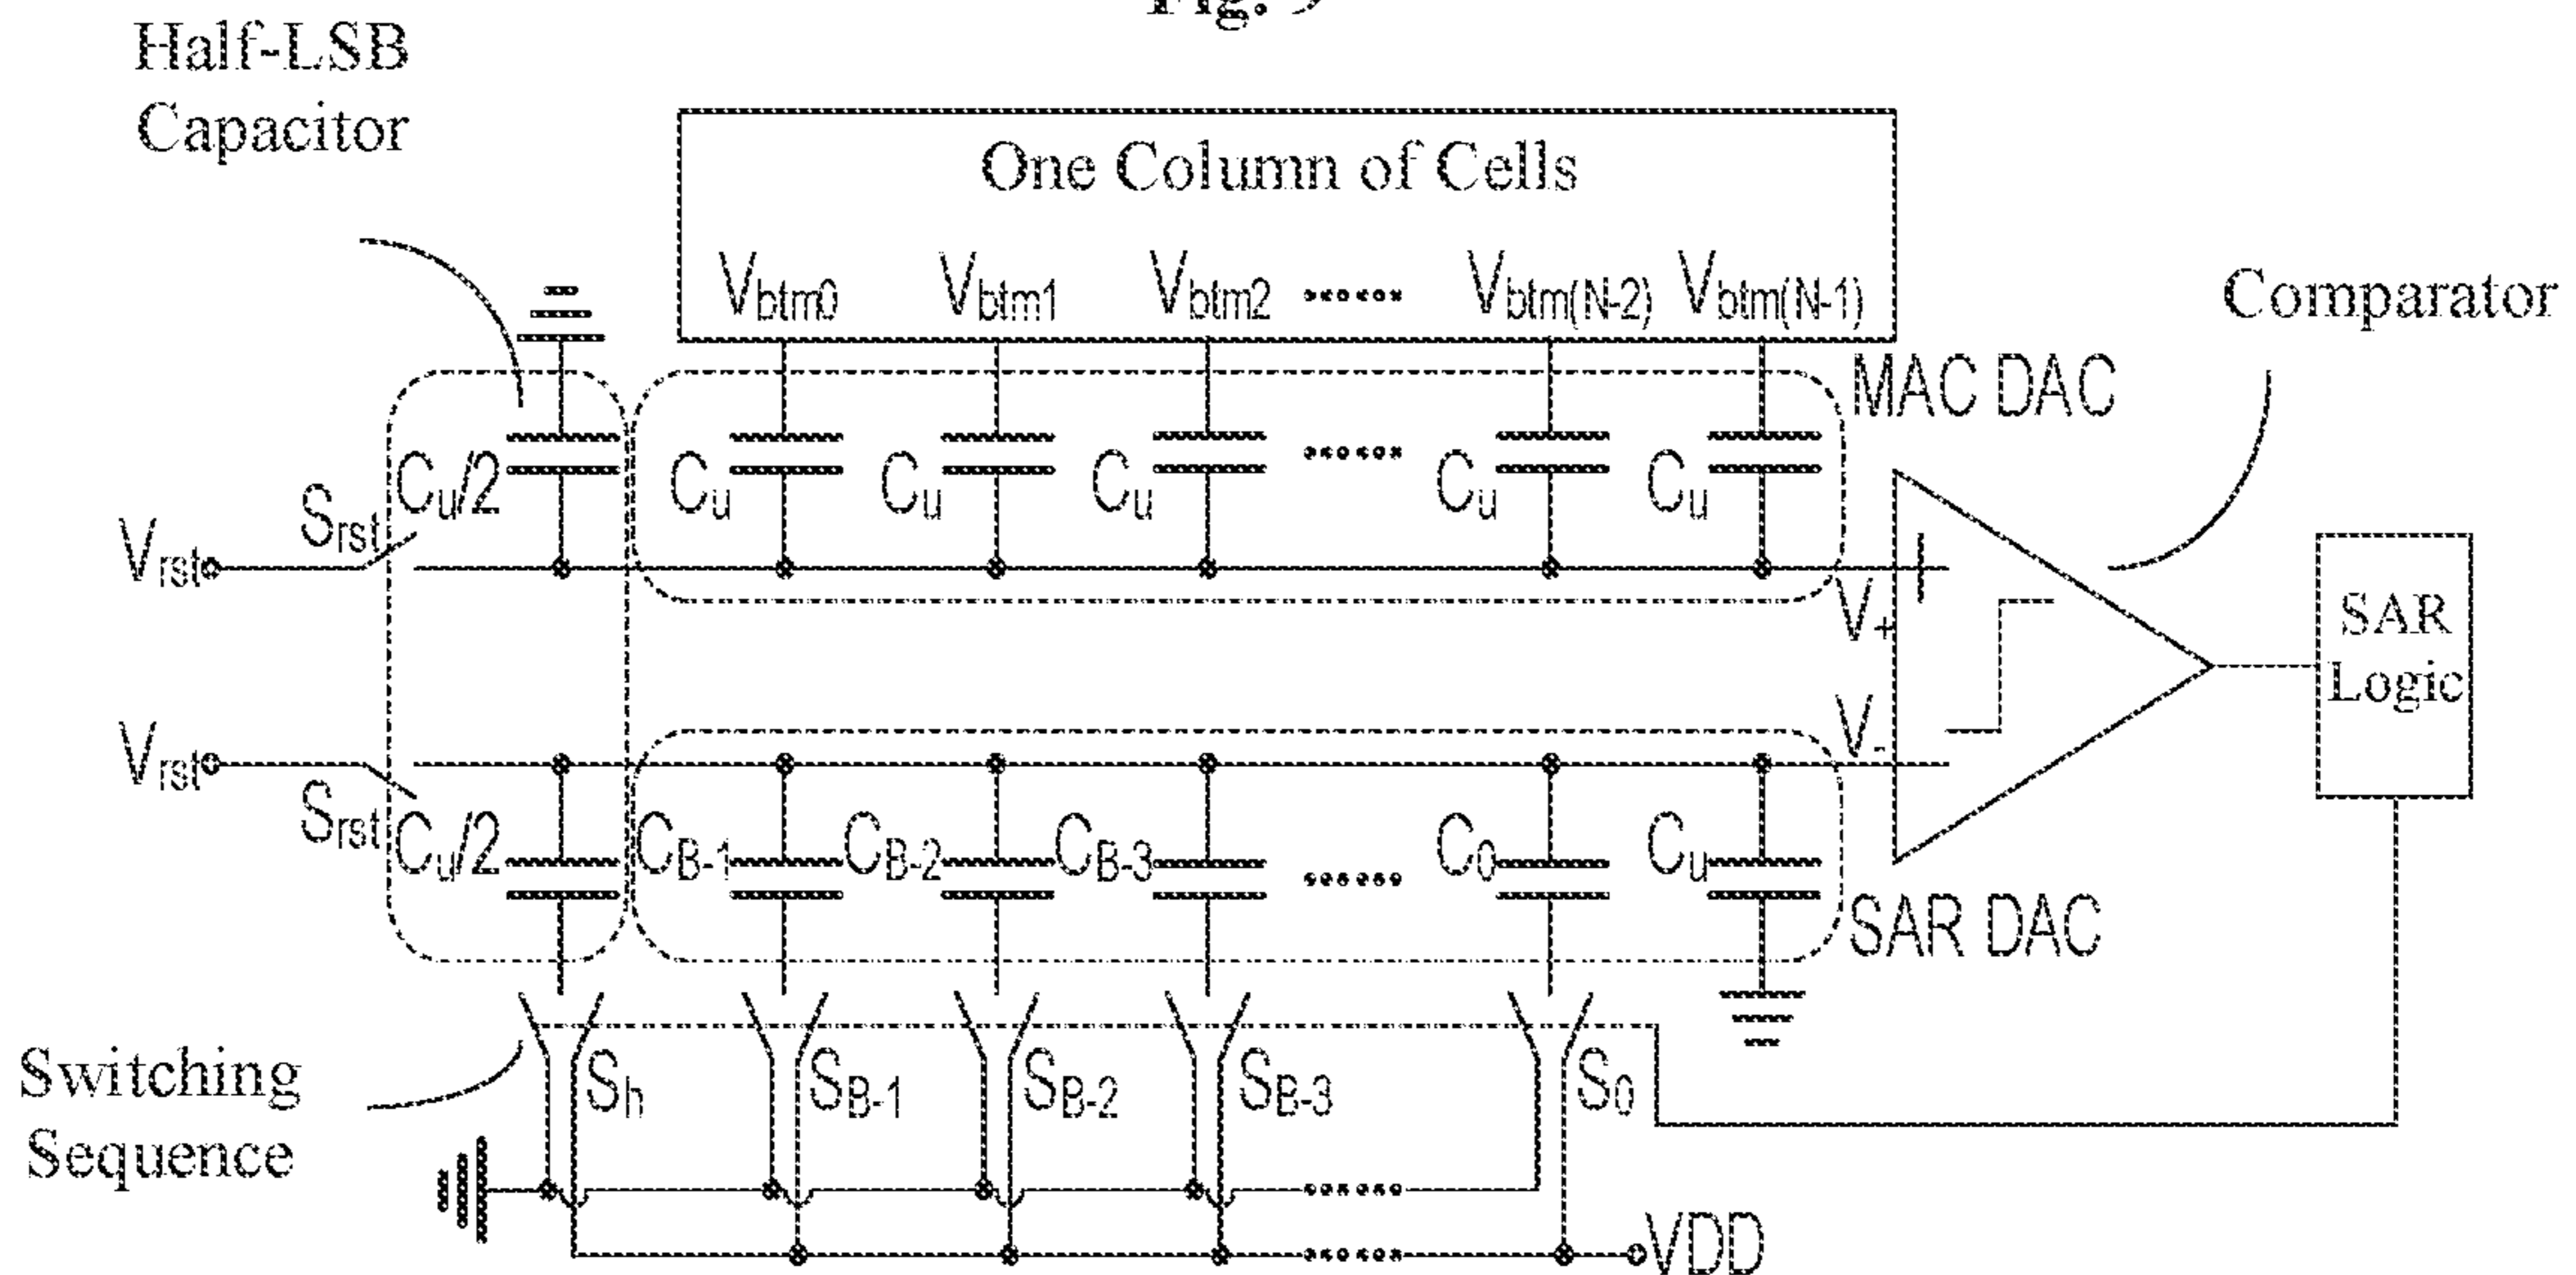 Fig. 9
Half-LSB
Capacitor
One Column of Cells
Vbtm0 Vbtm1 Vbtm2 ······ Vbtm(N-2) Vbtm(N-1)
Comparator
MAC DAC
Cu/2 Cu Cu Cu ······ Cu Cu
Srst
Vrst
V+
SAR
Logic
V-
Vrst
Srst
Cu/2 CB-1 CB-2 CB-3 ······ C0 Cu
SAR DAC
Switching
Sequence
Sh SB-1 SB-2 SB-3 S0
VDD